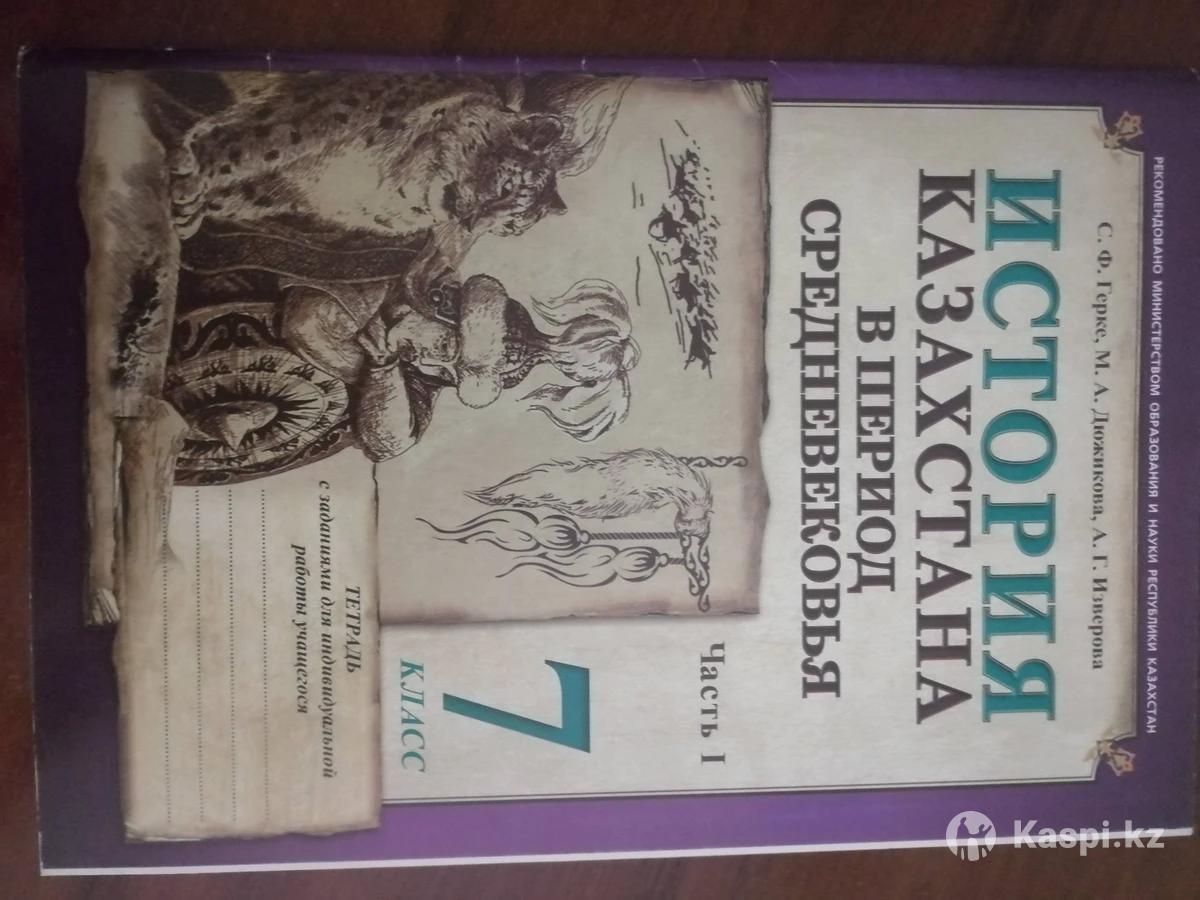 РЕКОМЕНДОВАНО МИНИСТЕРСТВОМ ОБРАЗОВАНИЯ И НАУКИ РЕСПУБЛИКИ КАЗАХСТАН
С. Ф. Герке, М. А. Дюжикова, А. Г. Изверова
ИСТОРИЯ
КАЗАХСТАНА
В ПЕРИОД
СРЕДНЕВЕКОВЬЯ
Часть I
7
КЛАСС
ТЕТРАДЬ
с заданиями для индивидуальной
работы учащегося
Kaspi.kz